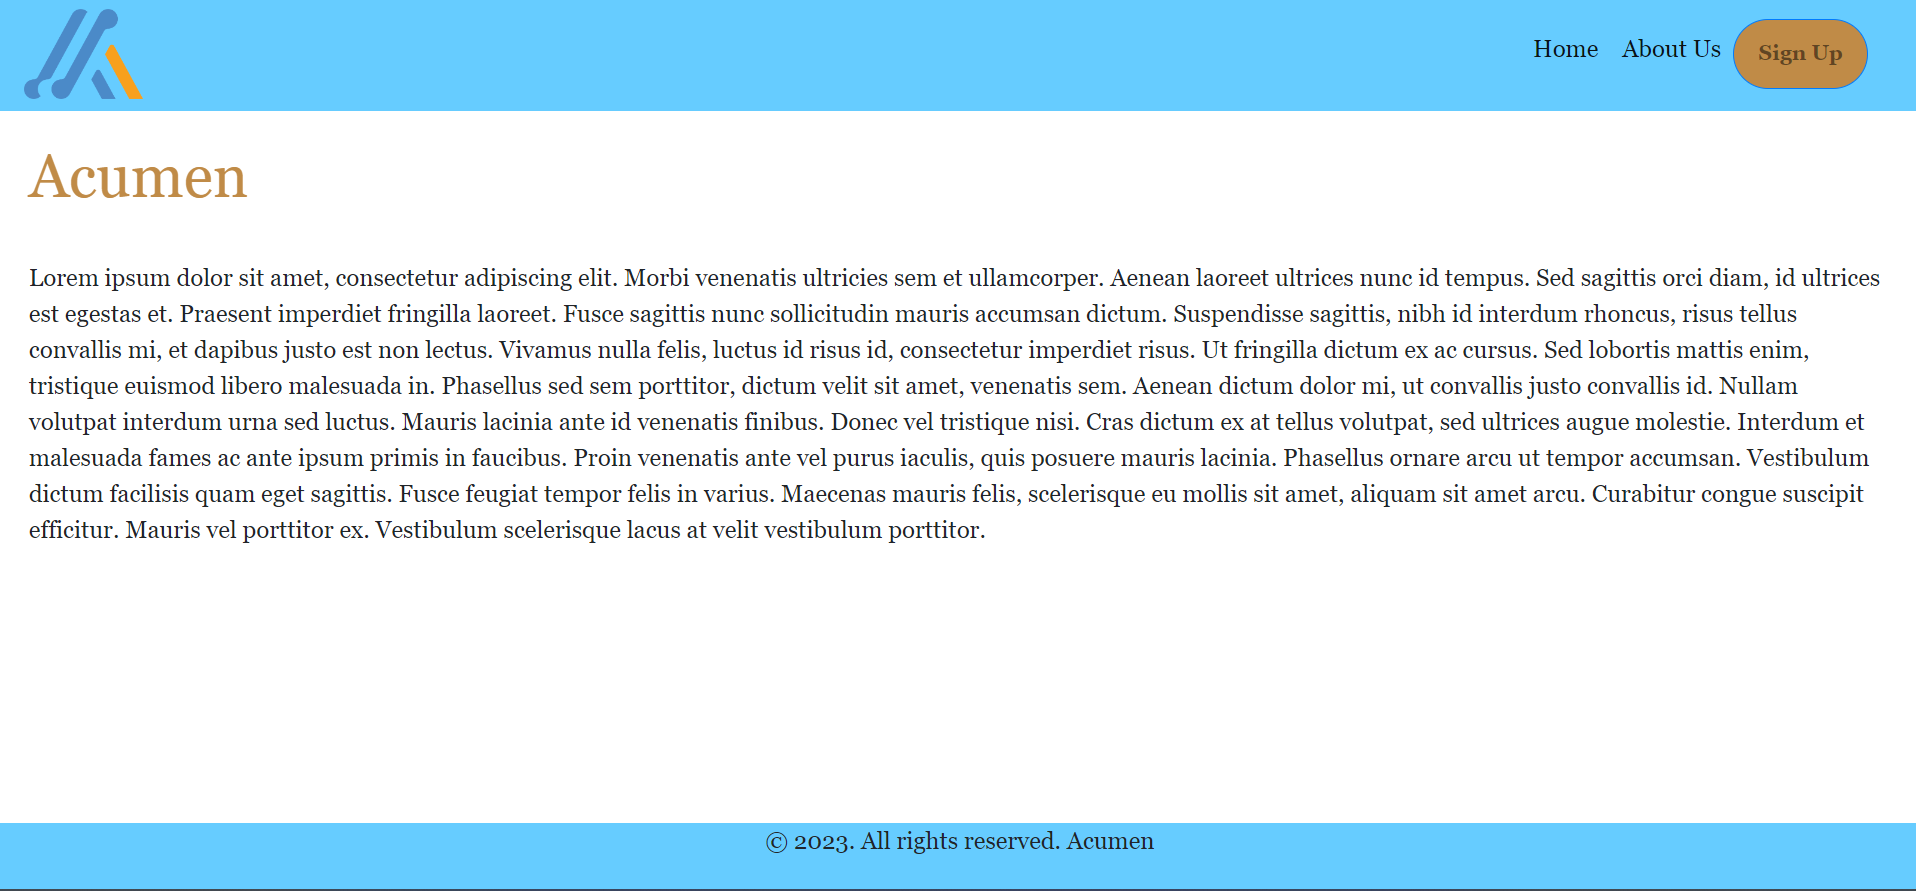 Home About Us Sign Up
Acumen
Lorem ipsum dolor sit amet, consectetur adipiscing elit. Morbi venenatis ultricies sem et ullamcorper. Aenean laoreet ultrices nunc id tempus. Sed sagittis orci diam, id ultrices
est egestas et. Praesent imperdiet fringilla laoreet. Fusce sagittis nunc sollicitudin mauris accumsan dictum. Suspendisse sagittis, nibh id interdum rhoncus, risus tellus
convallis mi, et dapibus justo est non lectus. Vivamus nulla felis, luctus id risus id, consectetur imperdiet risus. Ut fringilla dictum ex ac cursus. Sed lobortis mattis enim,
tristique euismod libero malesuada in. Phasellus sed sem porttitor, dictum velit sit amet, venenatis sem. Aenean dictum dolor mi, ut convallis justo convallis id. Nullam
volutpat interdum urna sed luctus. Mauris lacinia ante id venenatis finibus. Donec vel tristique nisi. Cras dictum ex at tellus volutpat, sed ultrices augue molestie. Interdum et
malesuada fames ac ante ipsum primis in faucibus. Proin venenatis ante vel purus iaculis, quis posuere mauris lacinia. Phasellus ornare arcu ut tempor accumsan. Vestibulum
dictum facilisis quam eget sagittis. Fusce feugiat tempor felis in varius. Maecenas mauris felis, scelerisque eu mollis sit amet, aliquam sit amet arcu. Curabitur congue suscipit
efficitur. Mauris vel porttitor ex. Vestibulum scelerisque lacus at velit vestibulum porttitor.
© 2023. All rights reserved. Acumen